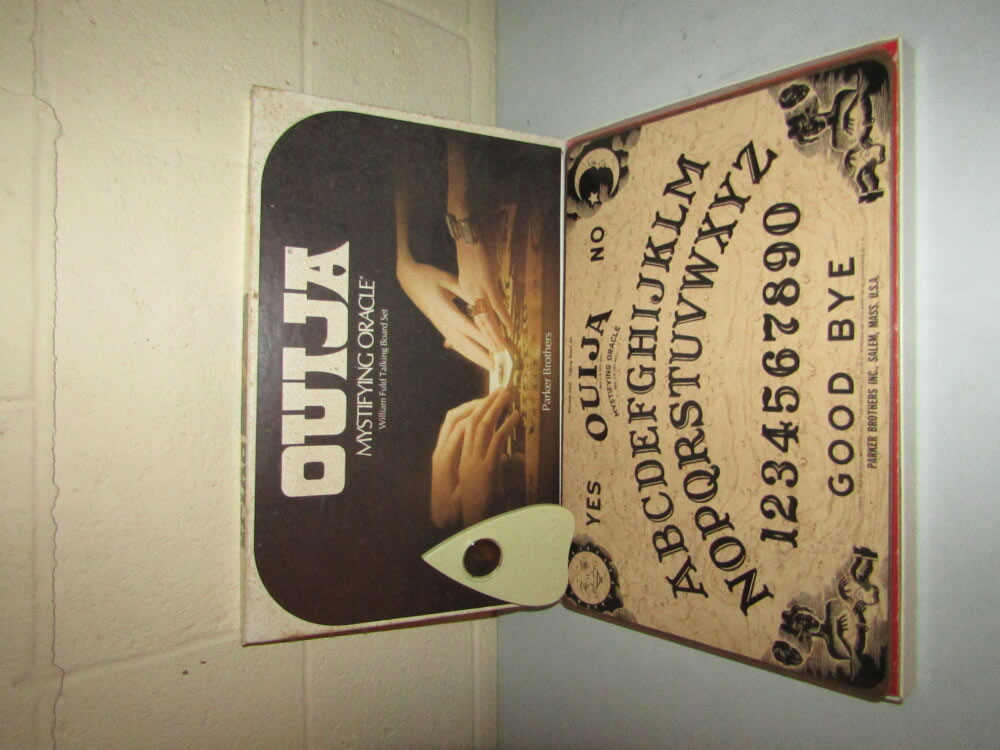 OUIJA®
MYSTIFYING ORACLE®
William Fuld Talking Board Set
Parker Brothers
YES OUIJA NO
MYSTIFYING ORACLE
ABCDEFGHIJKLM
NOPQRSTUVWXYZ
1234567890
GOOD BYE
PARKER BROTHERS INC., SALEM, MASS. U.S.A.